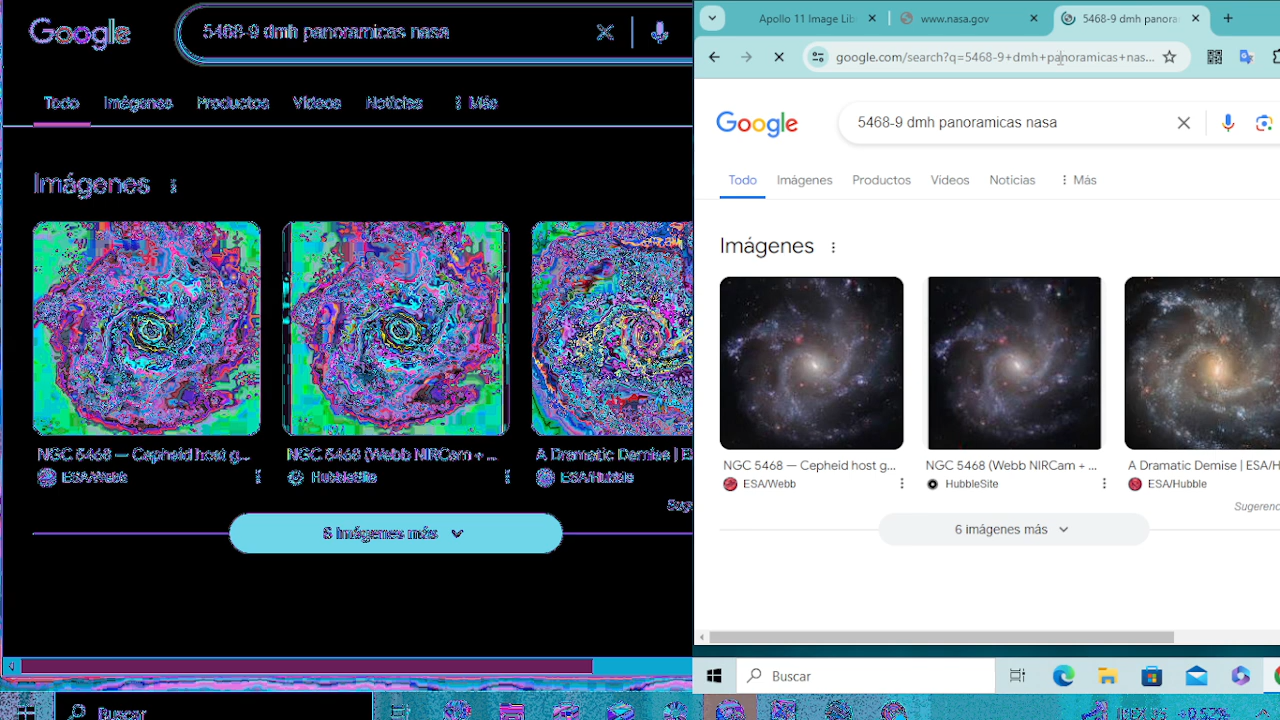 Google
5468-9 dmh panoramicas nasa
Todo Imágenes Productos Vídeos Noticias Más
Imágenes
NGC 5468 — Cepheid host g...
ESA/Webb
NGC 5468 (Webb NIRCam + ...
HubbleSite
A Dramatic Demise | E
ESA/Hubble
6 imágenes más
Buscar
Apollo 11 Image Lib
www.nasa.gov
5468-9 dmh panora
google.com/search?q=5468-9+dmh+panoramicas+nas...
Google
5468-9 dmh panoramicas nasa
Todo Imágenes Productos Vídeos Noticias Más
Imágenes
NGC 5468 — Cepheid host g...
ESA/Webb
NGC 5468 (Webb NIRCam + ...
HubbleSite
A Dramatic Demise | ESA/H
ESA/Hubble
Sugerenc
6 imágenes más
Buscar